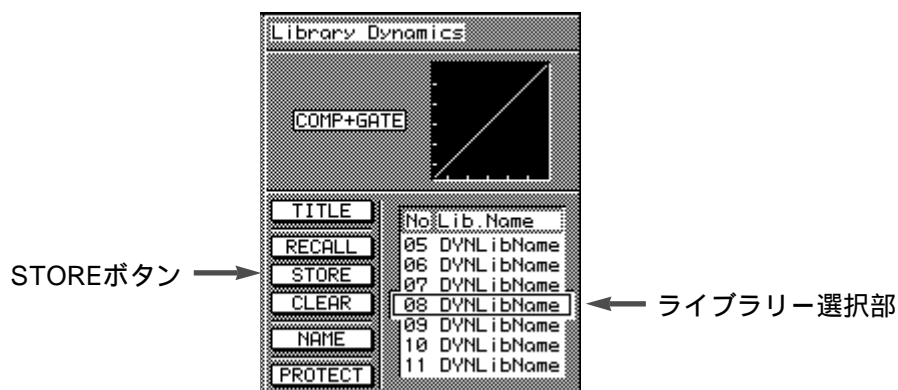 Library Dynamics
COMP+GATE
TITLE
RECALL
STORE
CLEAR
NAME
PROTECT
No Lib.Name
05 DYNLibName
06 DYNLibName
07 DYNLibName
08 DYNLibName
09 DYNLibName
10 DYNLibName
11 DYNLibName
STOREボタン
ライブラリー選択部